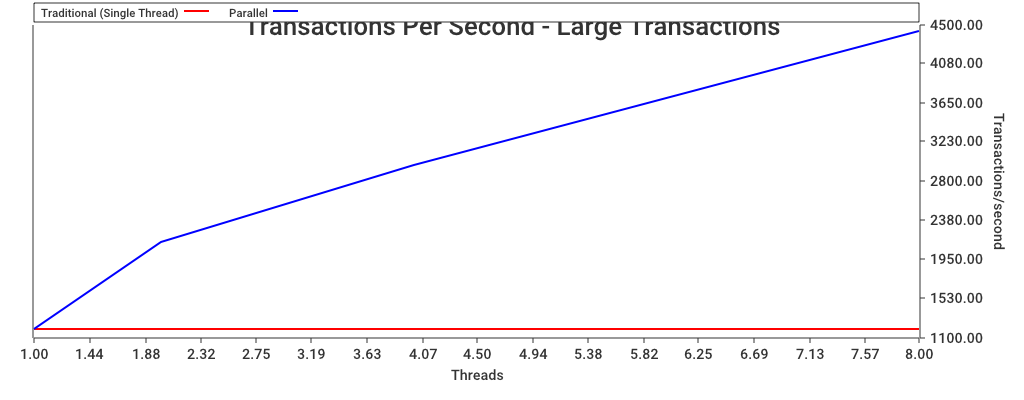 Traditional (Single Thread) Parallel
Transactions Per Second - Large Transactions
4500.00
4080.00
3650.00
3230.00
2800.00
2380.00
1950.00
1530.00
1100.00
Transactions/second
1.00 1.44 1.88 2.32 2.75 3.19 3.63 4.07 4.50 4.94 5.38 5.82 6.25 6.69 7.13 7.57 8.00
Threads